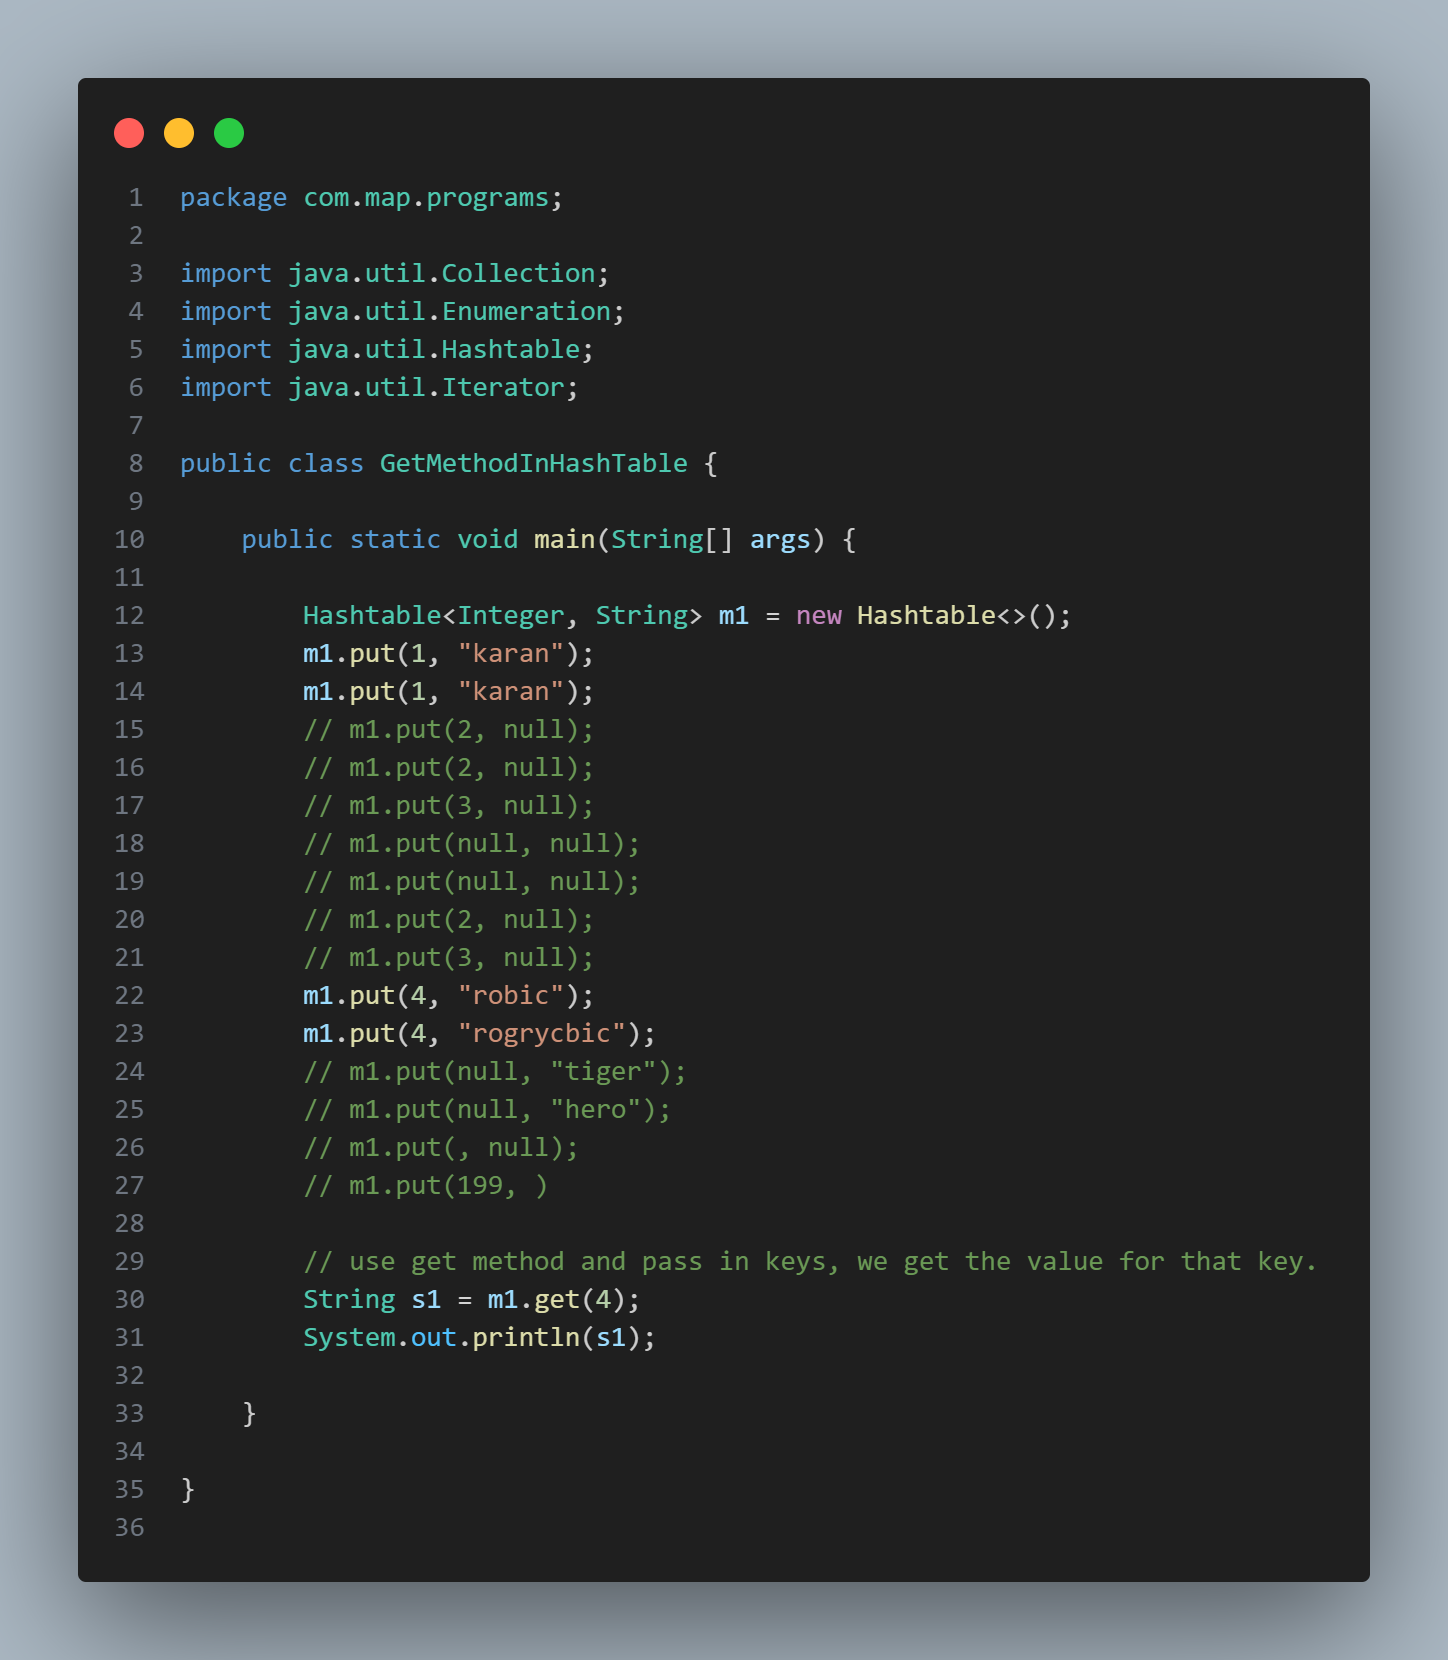 1 package com.map.programs;
2
3 import java.util.Collection;
4 import java.util.Enumeration;
5 import java.util.Hashtable;
6 import java.util.Iterator;
7
8 public class GetMethodInHashTable {
9
10     public static void main(String[] args) {
11
12         Hashtable<Integer, String> m1 = new Hashtable<>();
13         m1.put(1, "karan");
14         m1.put(1, "karan");
15         // m1.put(2, null);
16         // m1.put(2, null);
17         // m1.put(3, null);
18         // m1.put(null, null);
19         // m1.put(null, null);
20         // m1.put(2, null);
21         // m1.put(3, null);
22         m1.put(4, "robic");
23         m1.put(4, "rogrycbic");
24         // m1.put(null, "tiger");
25         // m1.put(null, "hero");
26         // m1.put(, null);
27         // m1.put(199, )
28
29         // use get method and pass in keys, we get the value for that key.
30         String s1 = m1.get(4);
31         System.out.println(s1);
32
33     }
34
35 }
36